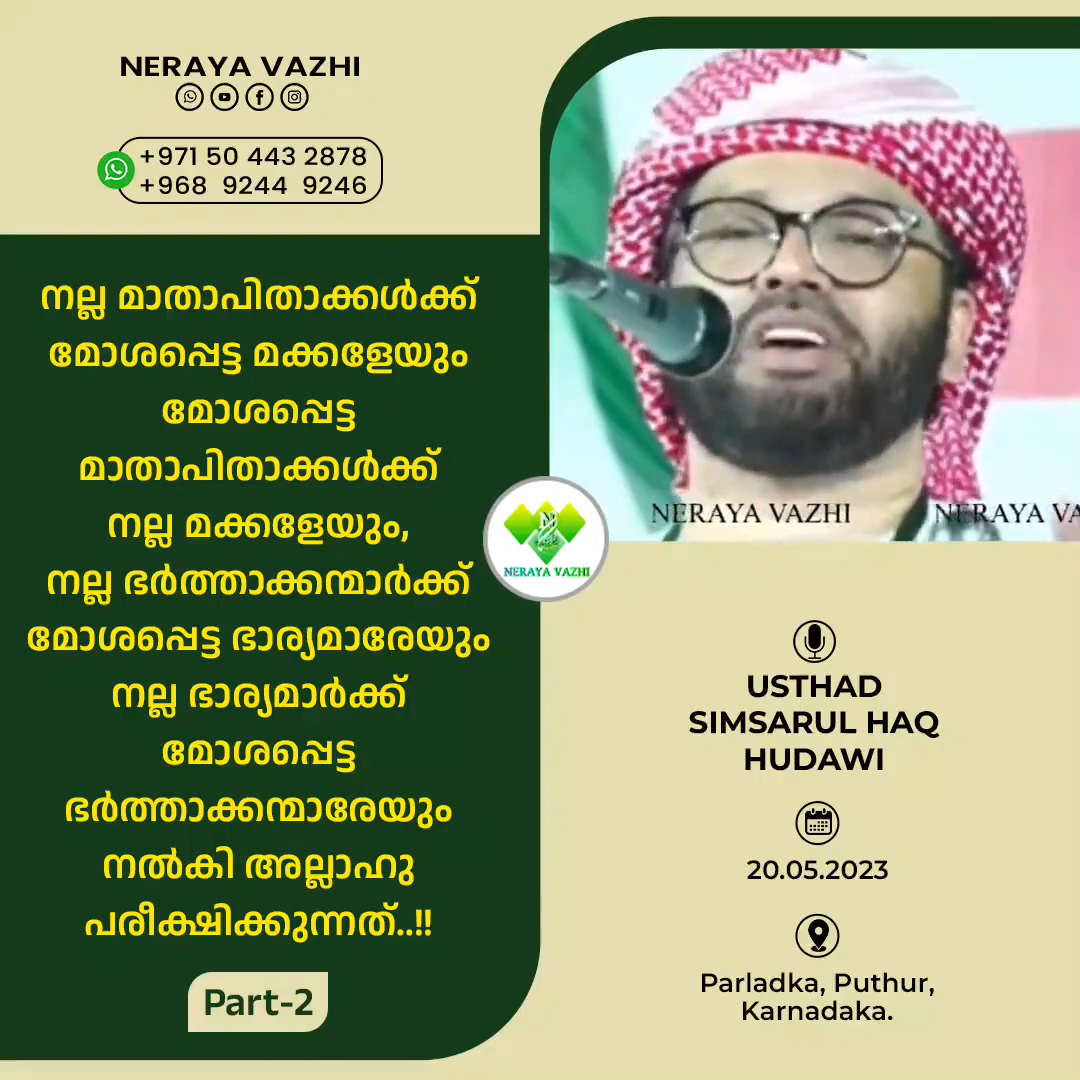 NERAYA VAZHI
+971 50 443 2878
+968 9244 9246
നല്ല മാതാപിതാക്കൾക്ക്
മോശപ്പെട്ട മക്കളേയും
മോശപ്പെട്ട
മാതാപിതാക്കൾക്ക്
നല്ല മക്കളേയും,
നല്ല ഭർത്താക്കന്മാർക്ക്
മോശപ്പെട്ട ഭാര്യമാരേയും
നല്ല ഭാര്യമാർക്ക്
മോശപ്പെട്ട
ഭർത്താക്കന്മാരേയും
നൽകി അല്ലാഹു
പരീക്ഷിക്കുന്നത്..!!
Part-2
NERAYA VAZHI
NERAYA VA
NERAYA VAZHI
USTHAD
SIMSARUL HAQ
HUDAWI
20.05.2023
Parladka, Puthur,
Karnadaka.